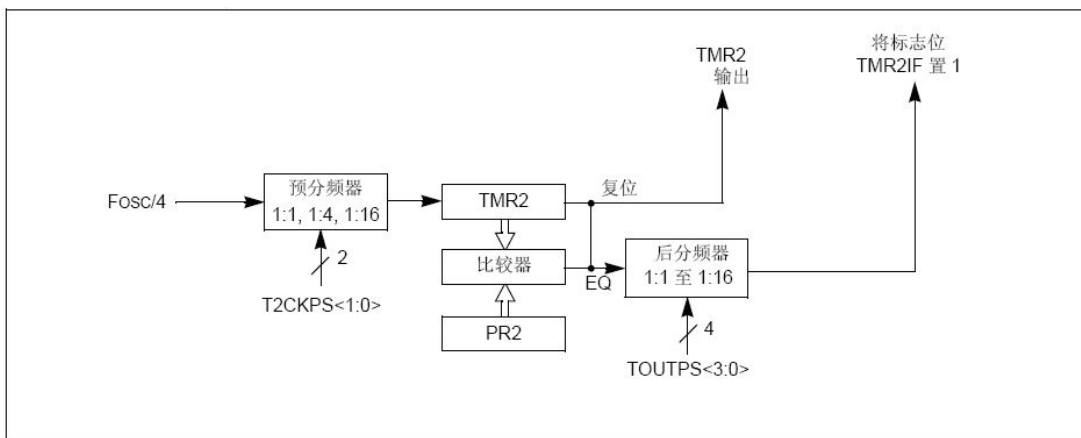 TMR2
输出
将标志位
TMR2IF 置 1
FOSC/4
预分频器
1:1, 1:4, 1:16
2
T2CKPS<1:0>
TMR2
复位
比较器
EQ
PR2
后分频器
1:1 至 1:16
4
TOUTPS<3:0>